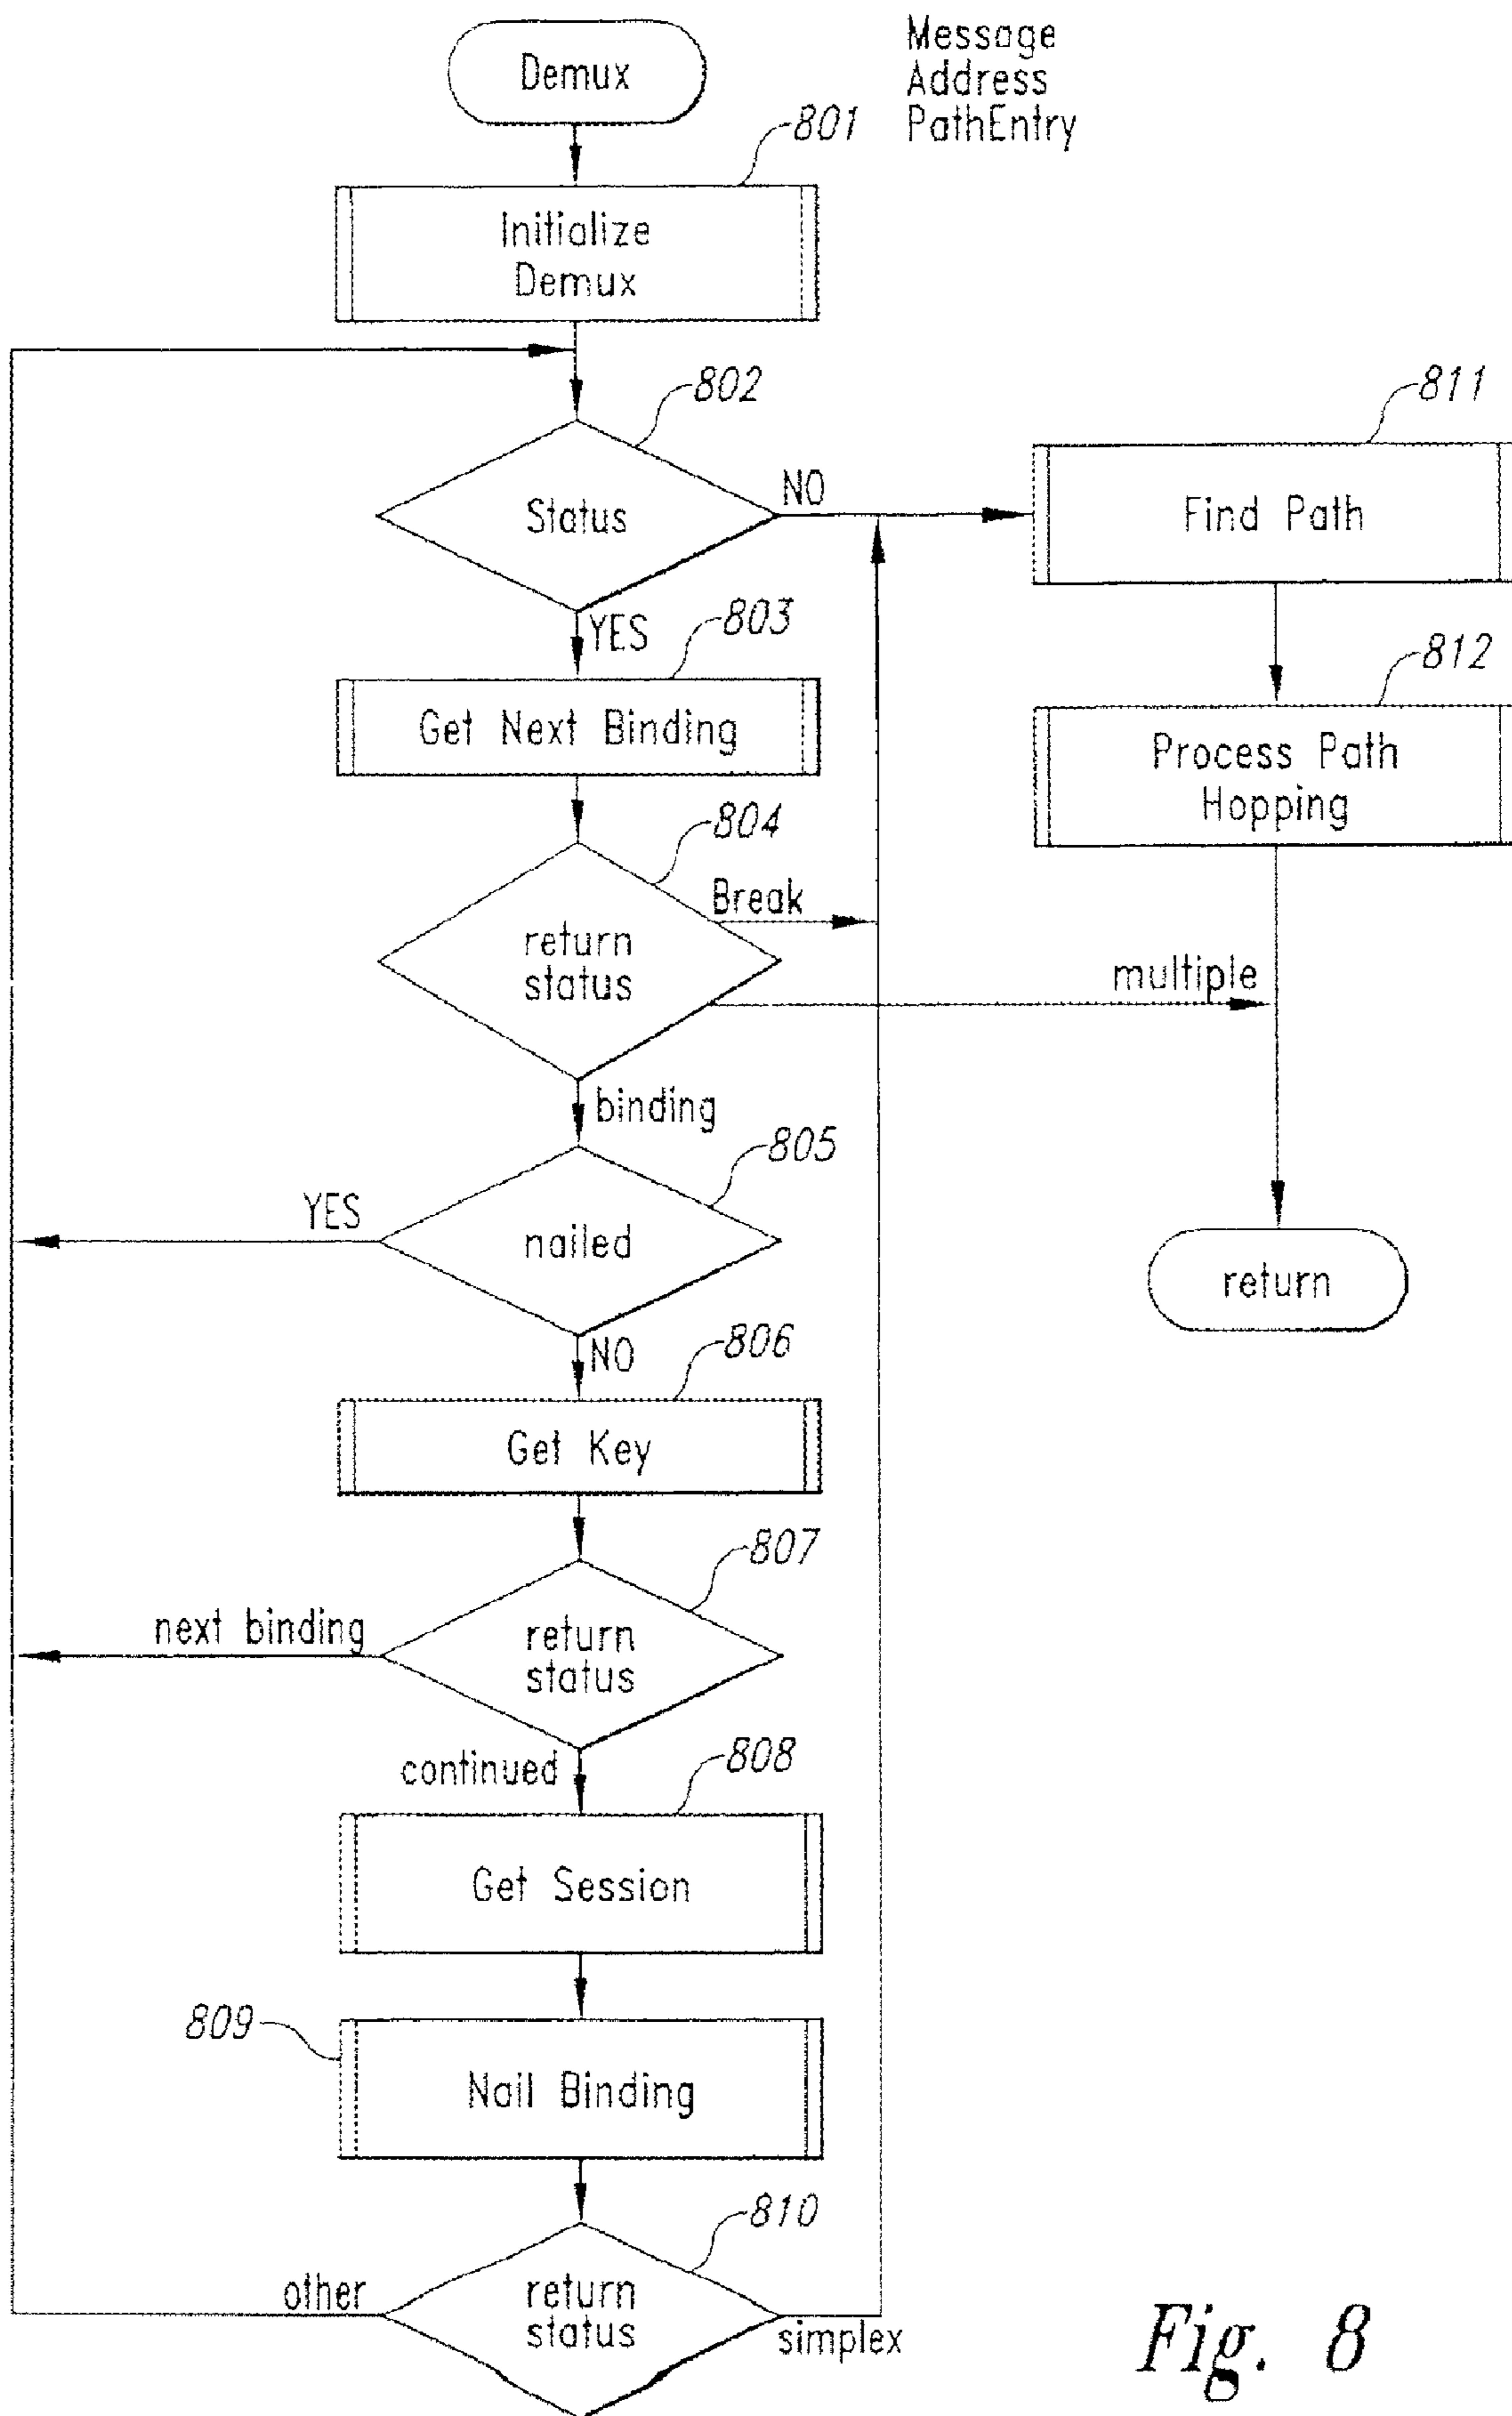 Demux
Message
Address
PathEntry
801
Initialize
Demux
802
Status
NO
YES
811
Find Path
803
Get Next Binding
812
Process Path
Hopping
804
return
status
Break
multiple
binding
805
nailed
YES
NO
return
806
Get Key
807
return
status
next binding
continued
808
Get Session
809
Nail Binding
810
return
status
other
simplex
Fig. 8